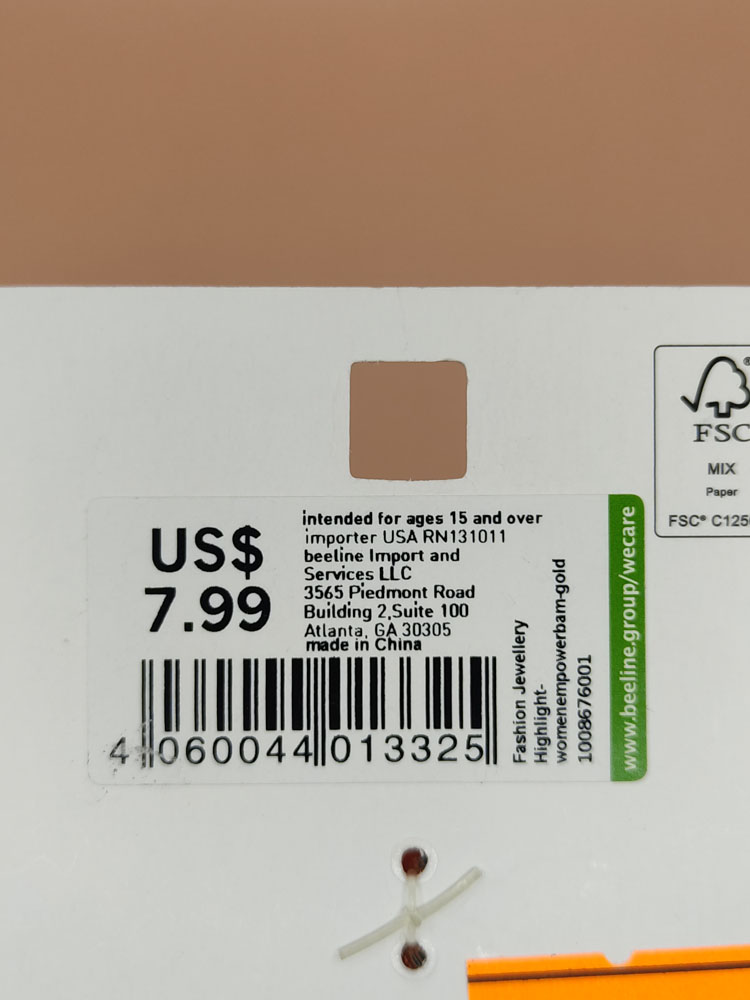 FSC
MIX
Paper
FSC® C125
US$
7.99
intended for ages 15 and over
importer USA RN131011
beeline Import and
Services LLC
3565 Piedmont Road
Building 2,Suite 100
Atlanta, GA 30305
made in China
4 060044 013325
Fashion Jewellery
Highlight-
womenempowerbam-gold
1008676001
www.beeline.group/wecare